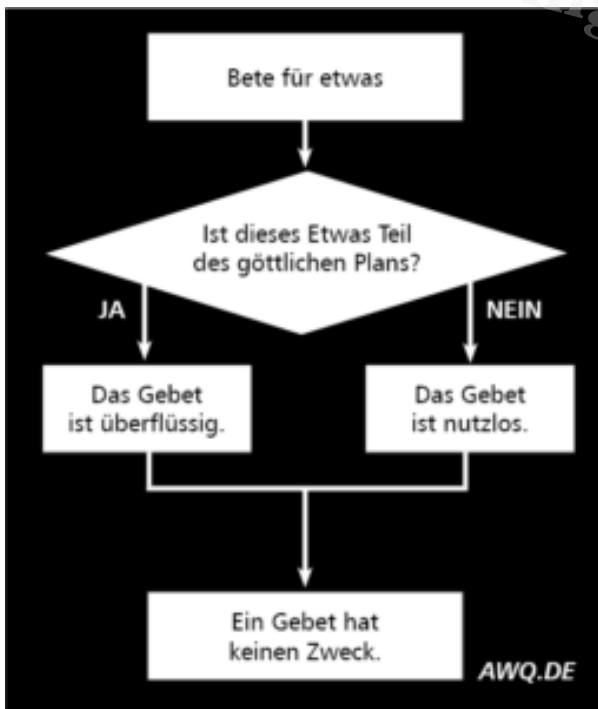 Bete für etwas
Ist dieses Etwas Teil
des göttlichen Plans?
JA
NEIN
Das Gebet
ist überflüssig.
Das Gebet
ist nutzlos.
Ein Gebet hat
keinen Zweck.
AWQ.DE